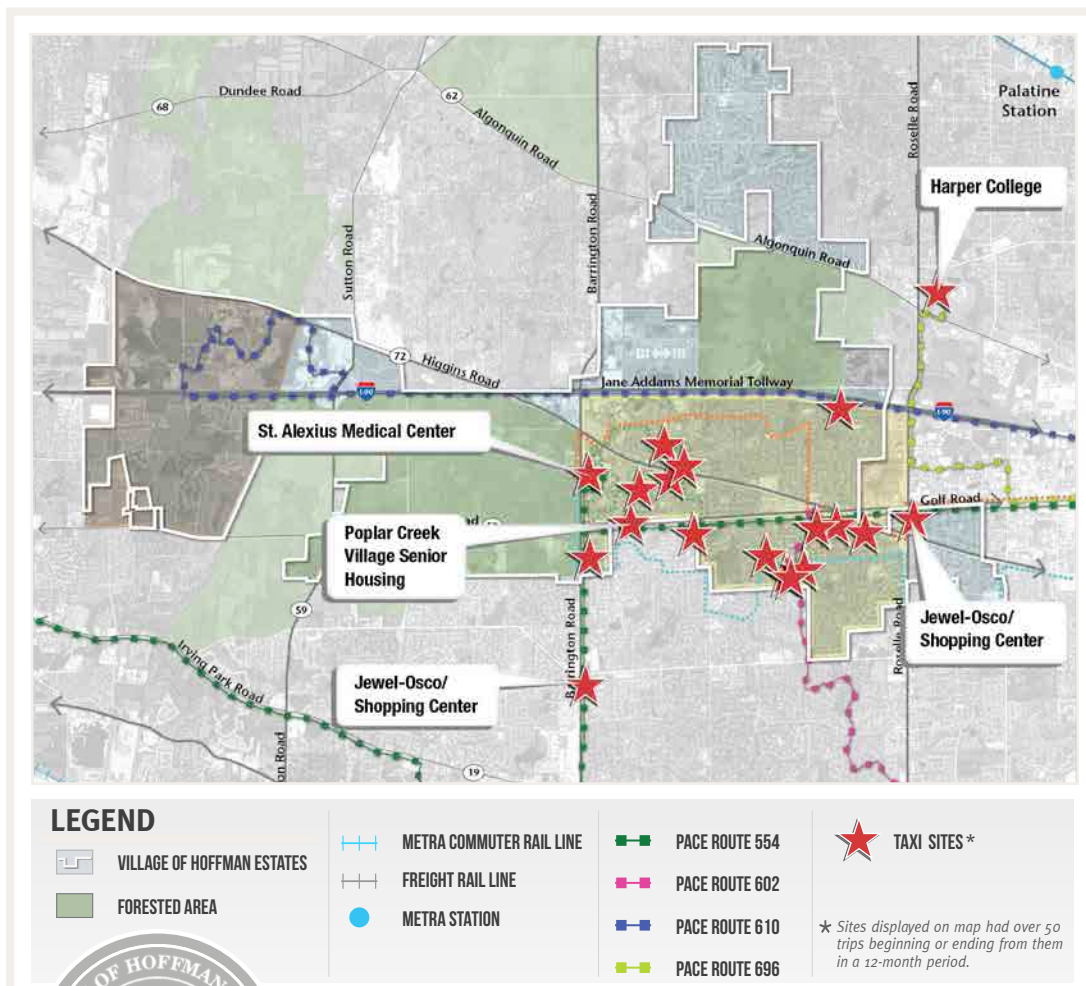 Dundee Road
68
62
Algonquin Road
Roselle Road
Palatine
Station
Harper College
Barrington Road
Sutton Road
Algonquin Road
72
Higgins Road
Jane Addams Memorial Tollway
I-90
I-90
St. Alexius Medical Center
Golf Road
Poplar Creek
Village Senior
Housing
59
Jewel-Osco/
Shopping Center
Roselle Road
Irving Park Road
Barrington Road
Jewel-Osco/
Shopping Center
on Road
19
LEGEND
VILLAGE OF HOFFMAN ESTATES
FORESTED AREA
METRA COMMUTER RAIL LINE
FREIGHT RAIL LINE
METRA STATION
PACE ROUTE 554
PACE ROUTE 602
PACE ROUTE 610
PACE ROUTE 696
TAXI SITES *
* Sites displayed on map had over 50
trips beginning or ending from them
in a 12-month period.
OF HOFFMAN